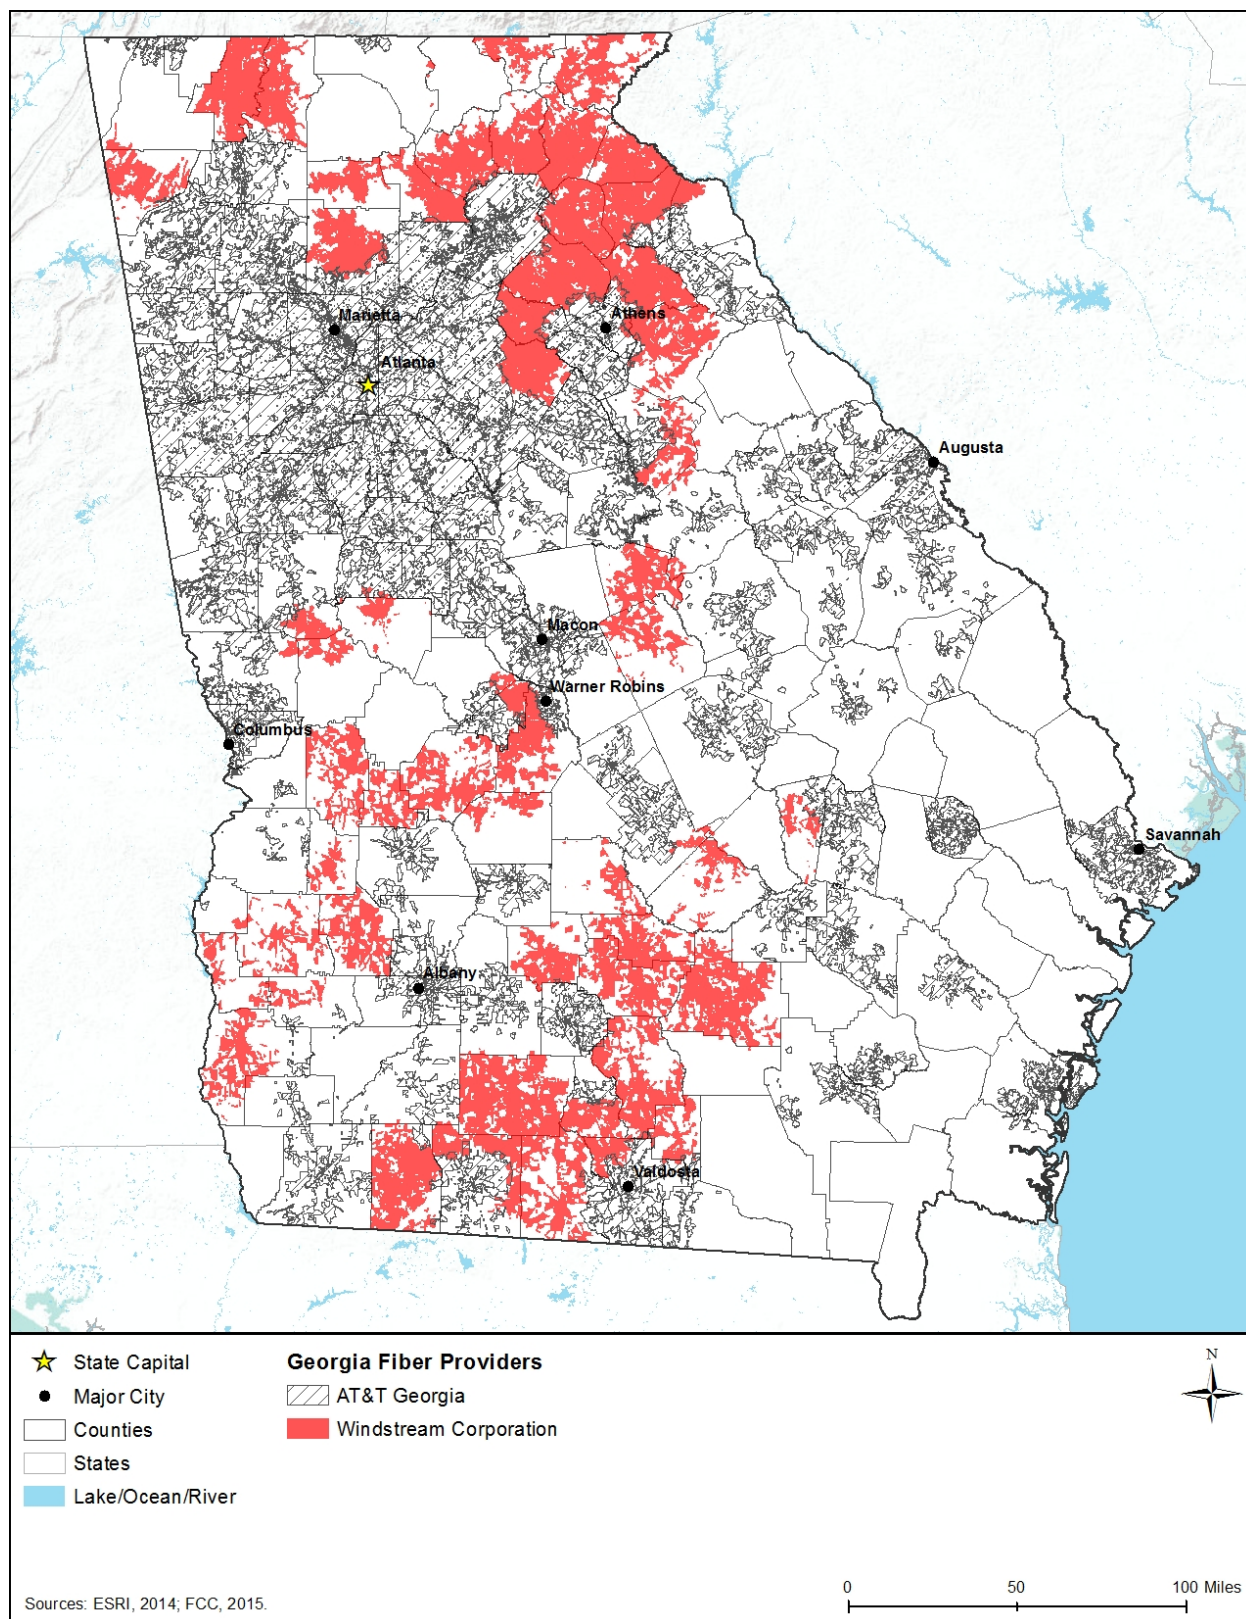 Marietta
Athens
Atlanta
Augusta
Macon
Warner Robins
Columbus
Savannah
Albany
Valdosta
State Capital
Major City
Counties
States
Lake/Ocean/River
Georgia Fiber Providers
AT&T Georgia
Windstream Corporation
N
0 50 100 Miles
Sources: ESRI, 2014; FCC, 2015.